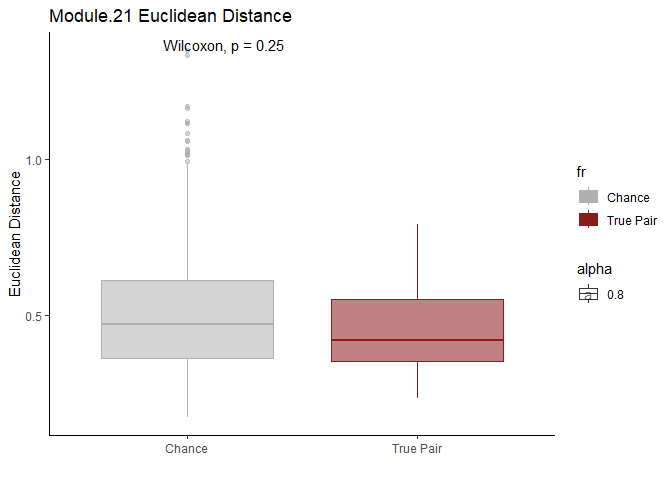 Module.21 Euclidean Distance
Wilcoxon, p = 0.25
Euclidean Distance
1.0
0.5
Chance
True Pair
fr
Chance
True Pair
alpha
a
0.8